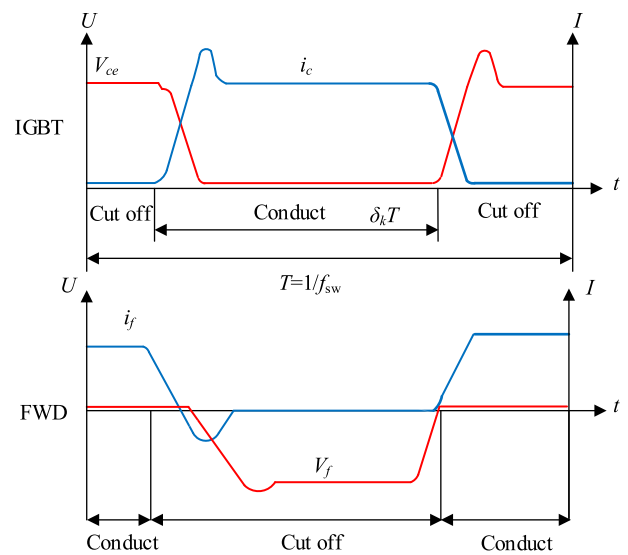 U I
V_ce i_c
IGBT
t
Cut off Conduct δ_kT Cut off
T=1/f_sw
U I
i_f
FWD t
V_f
Conduct Cut off Conduct